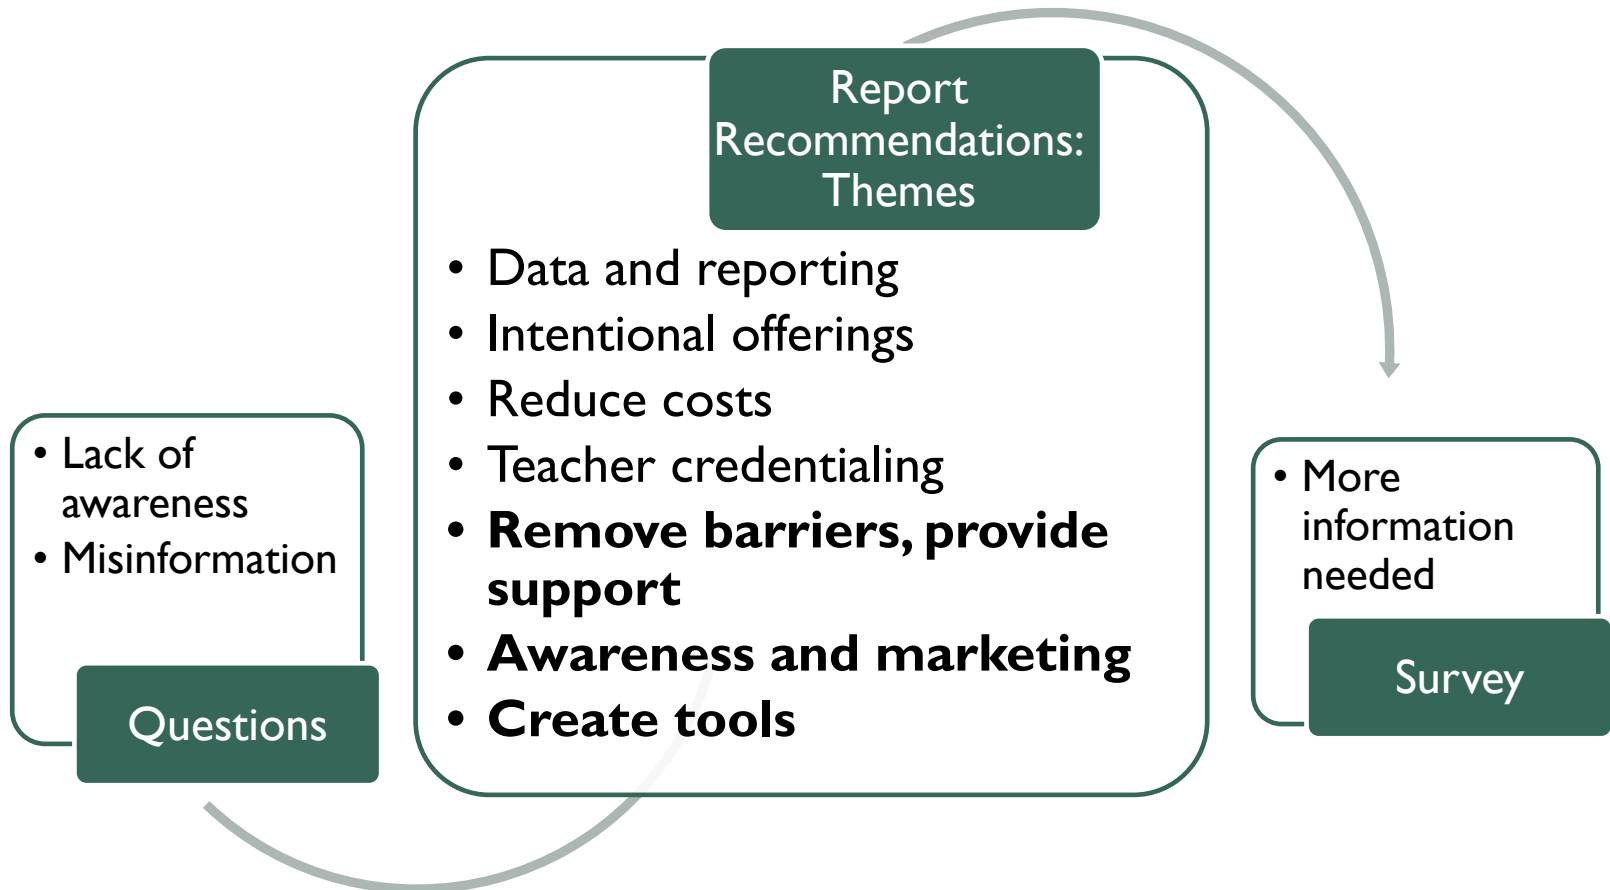 • Lack of
awareness
• Misinformation
Questions
Report
Recommendations:
Themes
• Data and reporting
• Intentional offerings
• Reduce costs
• Teacher credentialing
• Remove barriers, provide
support
• Awareness and marketing
• Create tools
• More
information
needed
Survey